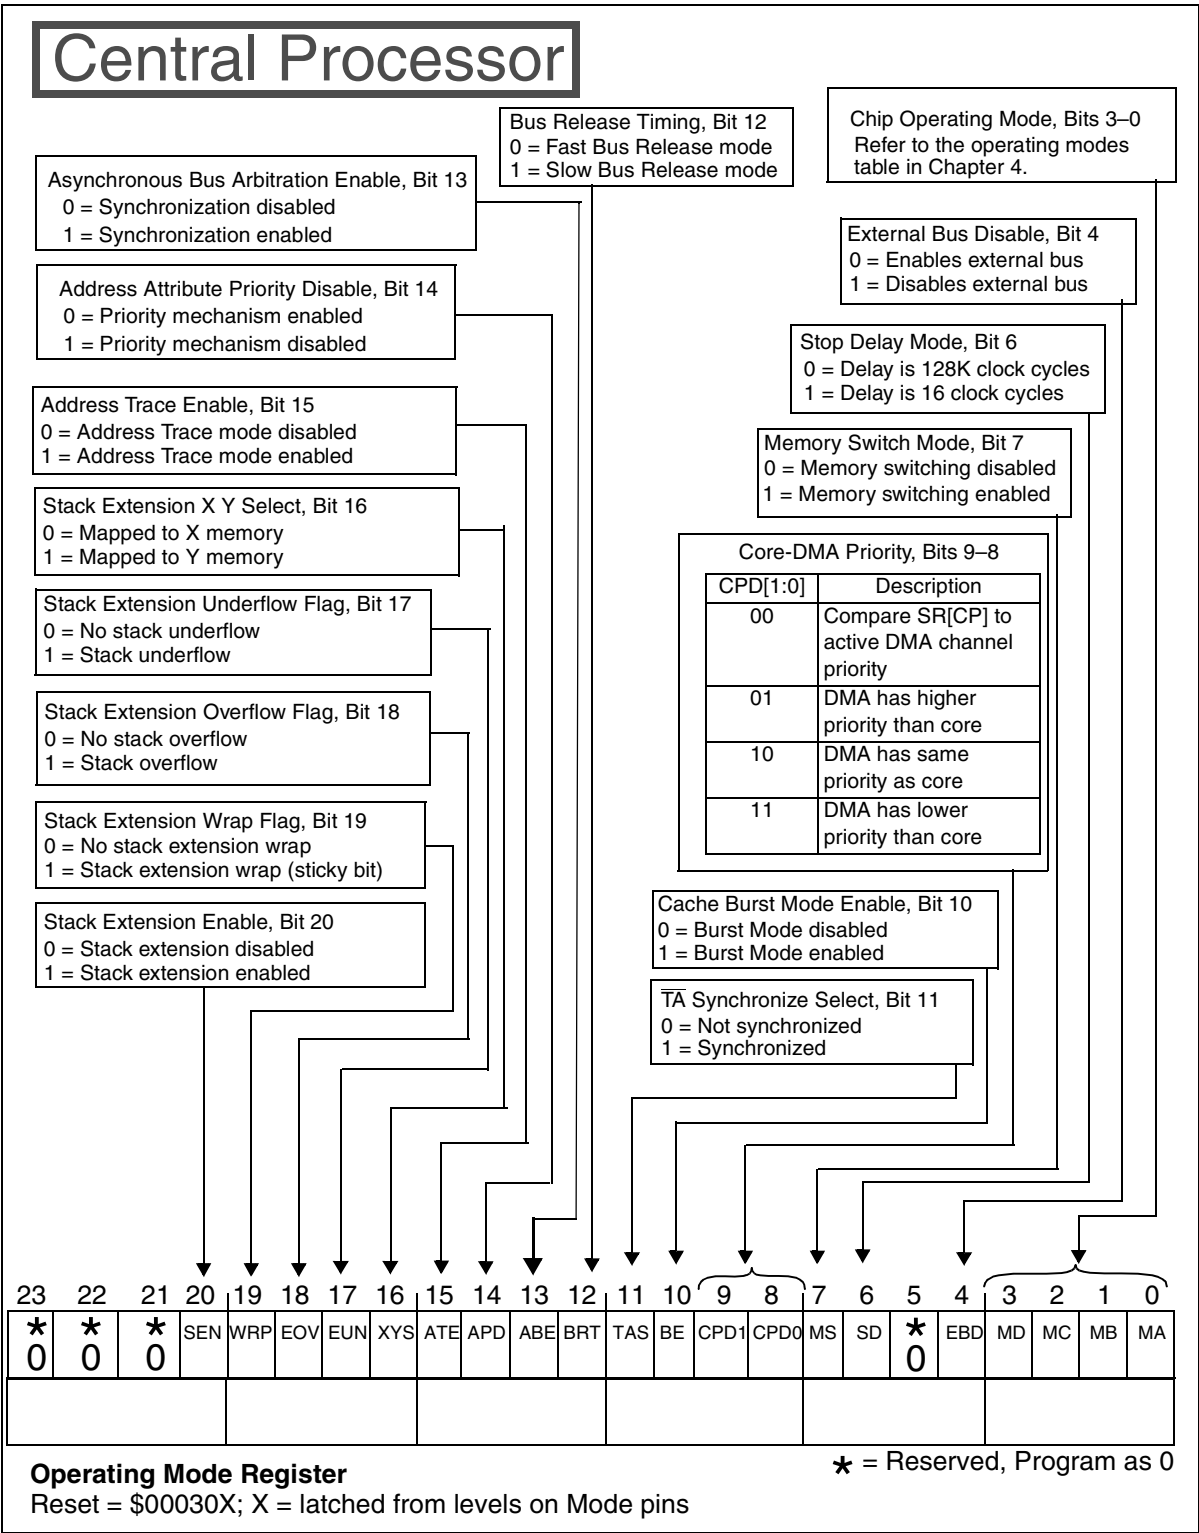 Central Processor
Bus Release Timing, Bit 12
0 = Fast Bus Release mode
1 = Slow Bus Release mode
Chip Operating Mode, Bits 3–0
Refer to the operating modes
table in Chapter 4.
Asynchronous Bus Arbitration Enable, Bit 13
0 = Synchronization disabled
1 = Synchronization enabled
External Bus Disable, Bit 4
0 = Enables external bus
1 = Disables external bus
Address Attribute Priority Disable, Bit 14
0 = Priority mechanism enabled
1 = Priority mechanism disabled
Stop Delay Mode, Bit 6
0 = Delay is 128K clock cycles
1 = Delay is 16 clock cycles
Address Trace Enable, Bit 15
0 = Address Trace mode disabled
1 = Address Trace mode enabled
Memory Switch Mode, Bit 7
0 = Memory switching disabled
1 = Memory switching enabled
Stack Extension X Y Select, Bit 16
0 = Mapped to X memory
1 = Mapped to Y memory
Core-DMA Priority, Bits 9–8
CPD[1:0] Description
00 Compare SR[CP] to
active DMA channel
priority
01 DMA has higher
priority than core
10 DMA has same
priority as core
11 DMA has lower
priority than core
Stack Extension Underflow Flag, Bit 17
0 = No stack underflow
1 = Stack underflow
Stack Extension Overflow Flag, Bit 18
0 = No stack overflow
1 = Stack overflow
Stack Extension Wrap Flag, Bit 19
0 = No stack extension wrap
1 = Stack extension wrap (sticky bit)
Stack Extension Enable, Bit 20
0 = Stack extension disabled
1 = Stack extension enabled
Cache Burst Mode Enable, Bit 10
0 = Burst Mode disabled
1 = Burst Mode enabled
T̅A̅ Synchronize Select, Bit 11
0 = Not synchronized
1 = Synchronized
23 22 21 20 19 18 17 16 15 14 13 12 11 10 9 8 7 6 5 4 3 2 1 0
* * * SEN WRP EOV EUN XYS ATE APD ABE BRT TAS BE CPD1 CPD0 MS SD * EBD MD MC MB MA
0 0 0 0
* = Reserved, Program as 0
Operating Mode Register
Reset = $00030X; X = latched from levels on Mode pins